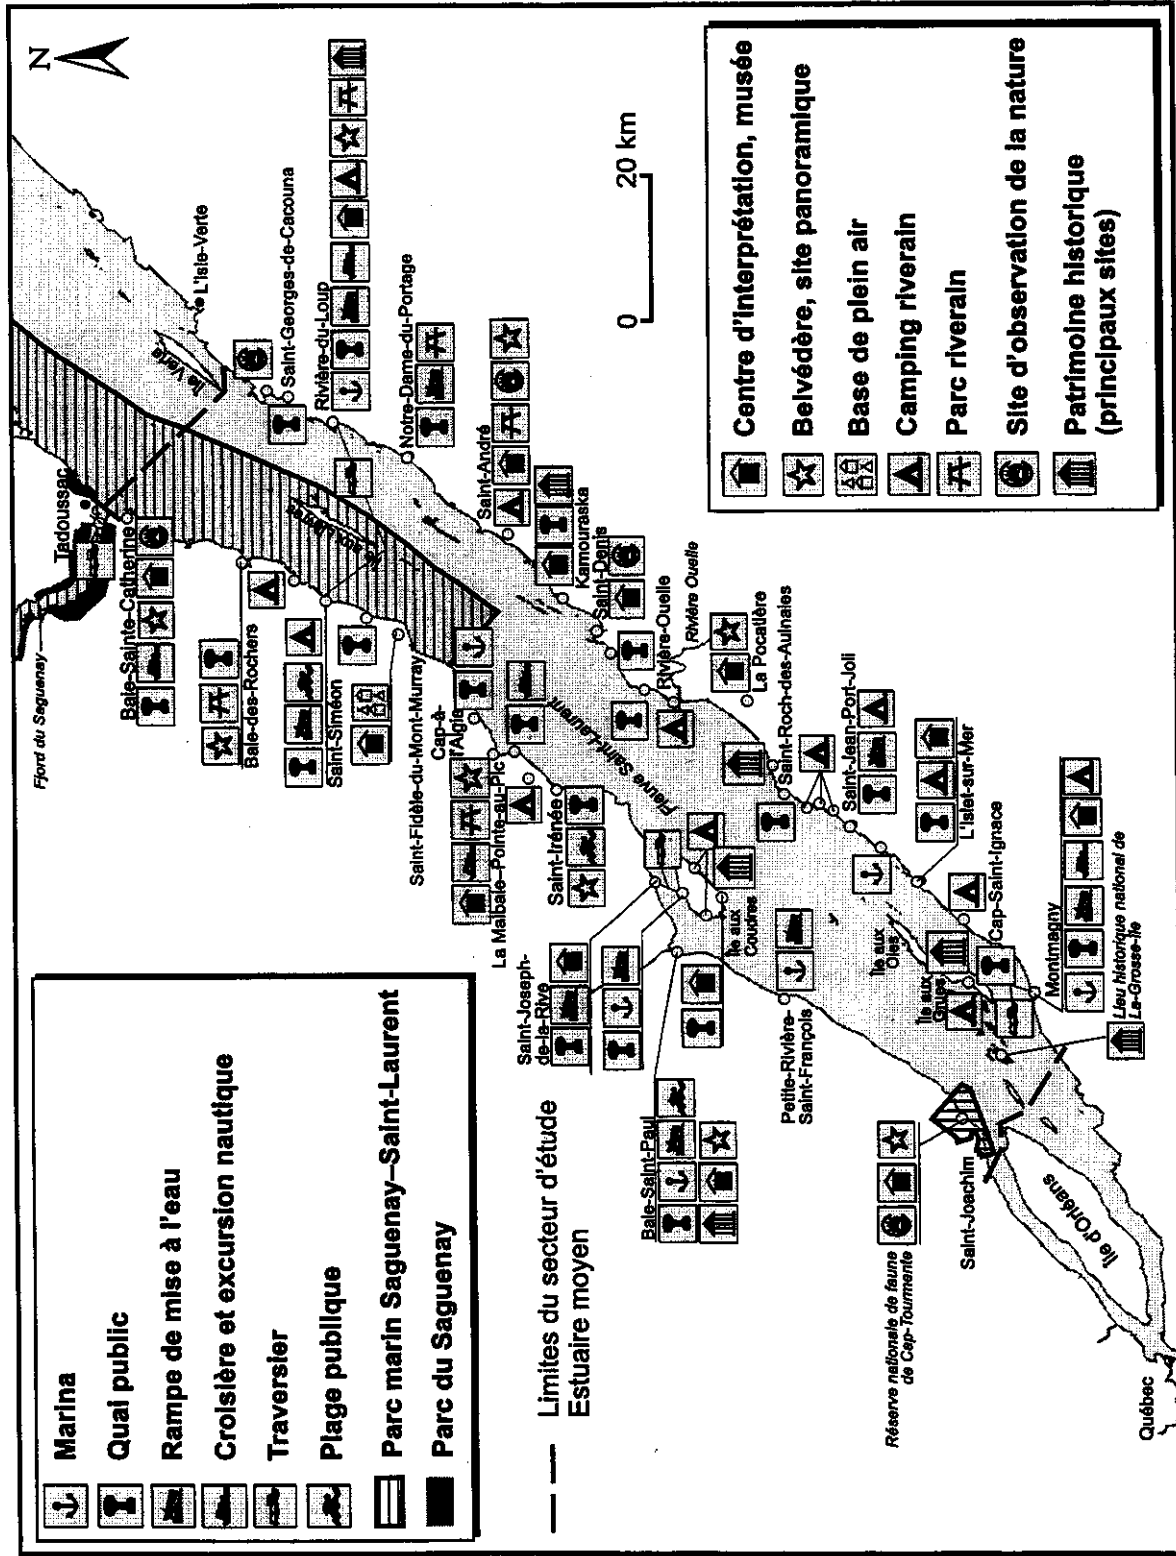 N
Marina
Quai public
Rampe de mise à l'eau
Croisière et excursion nautique
Traversier
Plage publique
Parc marin Saguenay–Saint-Laurent
Parc du Saguenay
Limites du secteur d'étude
Estuaire moyen
Centre d'interprétation, musée
Belvédère, site panoramique
Base de plein air
Camping riverain
Parc riverain
Site d'observation de la nature
Patrimoine historique
(principaux sites)
0 20 km
Fjord du Saguenay
Tadoussac
Baie-Sainte-Catherine
Baie-des-Rochers
Saint-Siméon
Saint-Fidèle-du-Mont-Murray
Cap-à-
l'Aigle
La Malbaie–Pointe-au-Pic
Saint-Irénée
Saint-Joseph-
de-la-Rive
Île aux
Coudres
Baie-Saint-Paul
Petite-Rivière-
Saint-François
Réserve nationale de faune
de Cap-Tourmente
Saint-Joachim
Île d'Orléans
Québec
Fleuve Saint-Laurent
Île aux Lièvres
Île Verte
L'Isle-Verte
Saint-Georges-de-Cacouna
Rivière-du-Loup
Notre-Dame-du-Portage
Saint-André
Kamouraska
Saint-Denis
Rivière-Ouelle
Rivière Ouelle
La Pocatière
Saint-Roch-des-Aulnaies
Saint-Jean-Port-Joli
L'Islet-sur-Mer
Cap-Saint-Ignace
Île aux
Oies
Île aux
Grues
Montmagny
Lieu historique national de
La-Grosse-Île